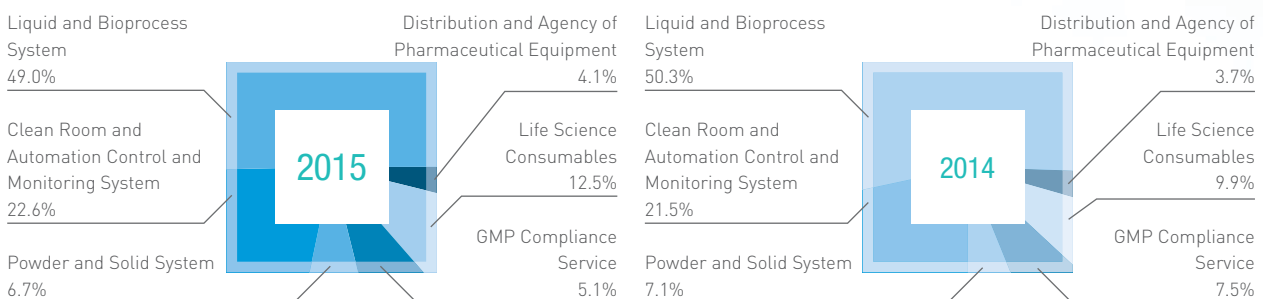 Liquid and Bioprocess
System
49.0%
Clean Room and
Automation Control and
Monitoring System
22.6%
Powder and Solid System
6.7%
2015
Distribution and Agency of
Pharmaceutical Equipment
4.1%
Life Science
Consumables
12.5%
GMP Compliance
Service
5.1%
Liquid and Bioprocess
System
50.3%
Clean Room and
Automation Control and
Monitoring System
21.5%
Powder and Solid System
7.1%
2014
Distribution and Agency of
Pharmaceutical Equipment
3.7%
Life Science
Consumables
9.9%
GMP Compliance
Service
7.5%